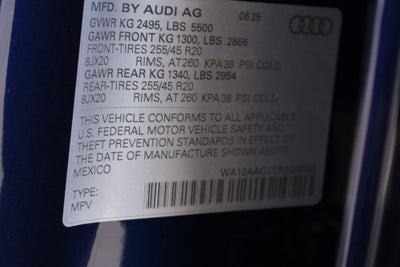 MFD. BY AUDI AG 06 25
GVWR KG 2495, LBS 5500
GAWR FRONT KG 1300, LBS 2866
FRONT-TIRES 255/45 R20
8JX20 RIMS, AT 260 KPA/38 PSI COLD
GAWR REAR KG 1340, LBS 2954
REAR-TIRES 255/45 R20
8JX20 RIMS, AT 260 KPA/38 PSI COLD
THIS VEHICLE CONFORMS TO ALL APPLICABLE
U.S. FEDERAL MOTOR VEHICLE SAFETY AND
THEFT PREVENTION STANDARDS IN EFFECT ON
THE DATE OF MANUFACTURE SHOWN ABOVE.
MEXICO
TYPE:
MPV